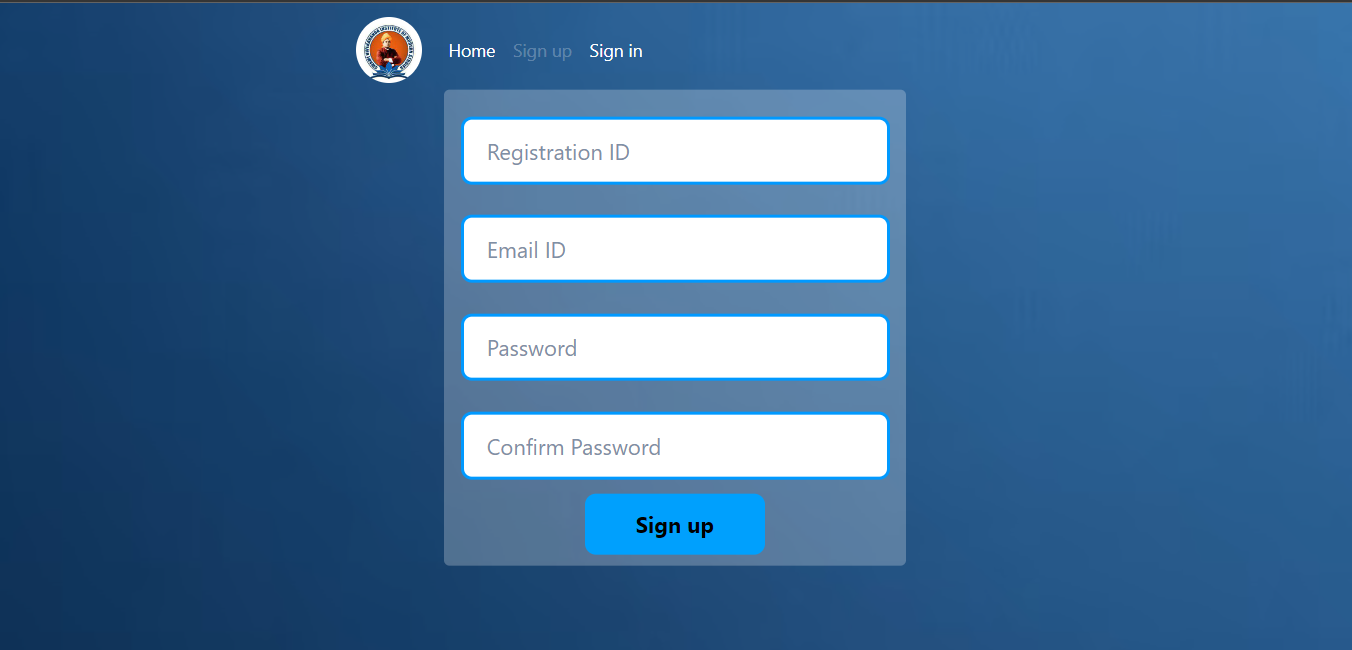 Home Sign up Sign in
Registration ID
Email ID
Password
Confirm Password
Sign up